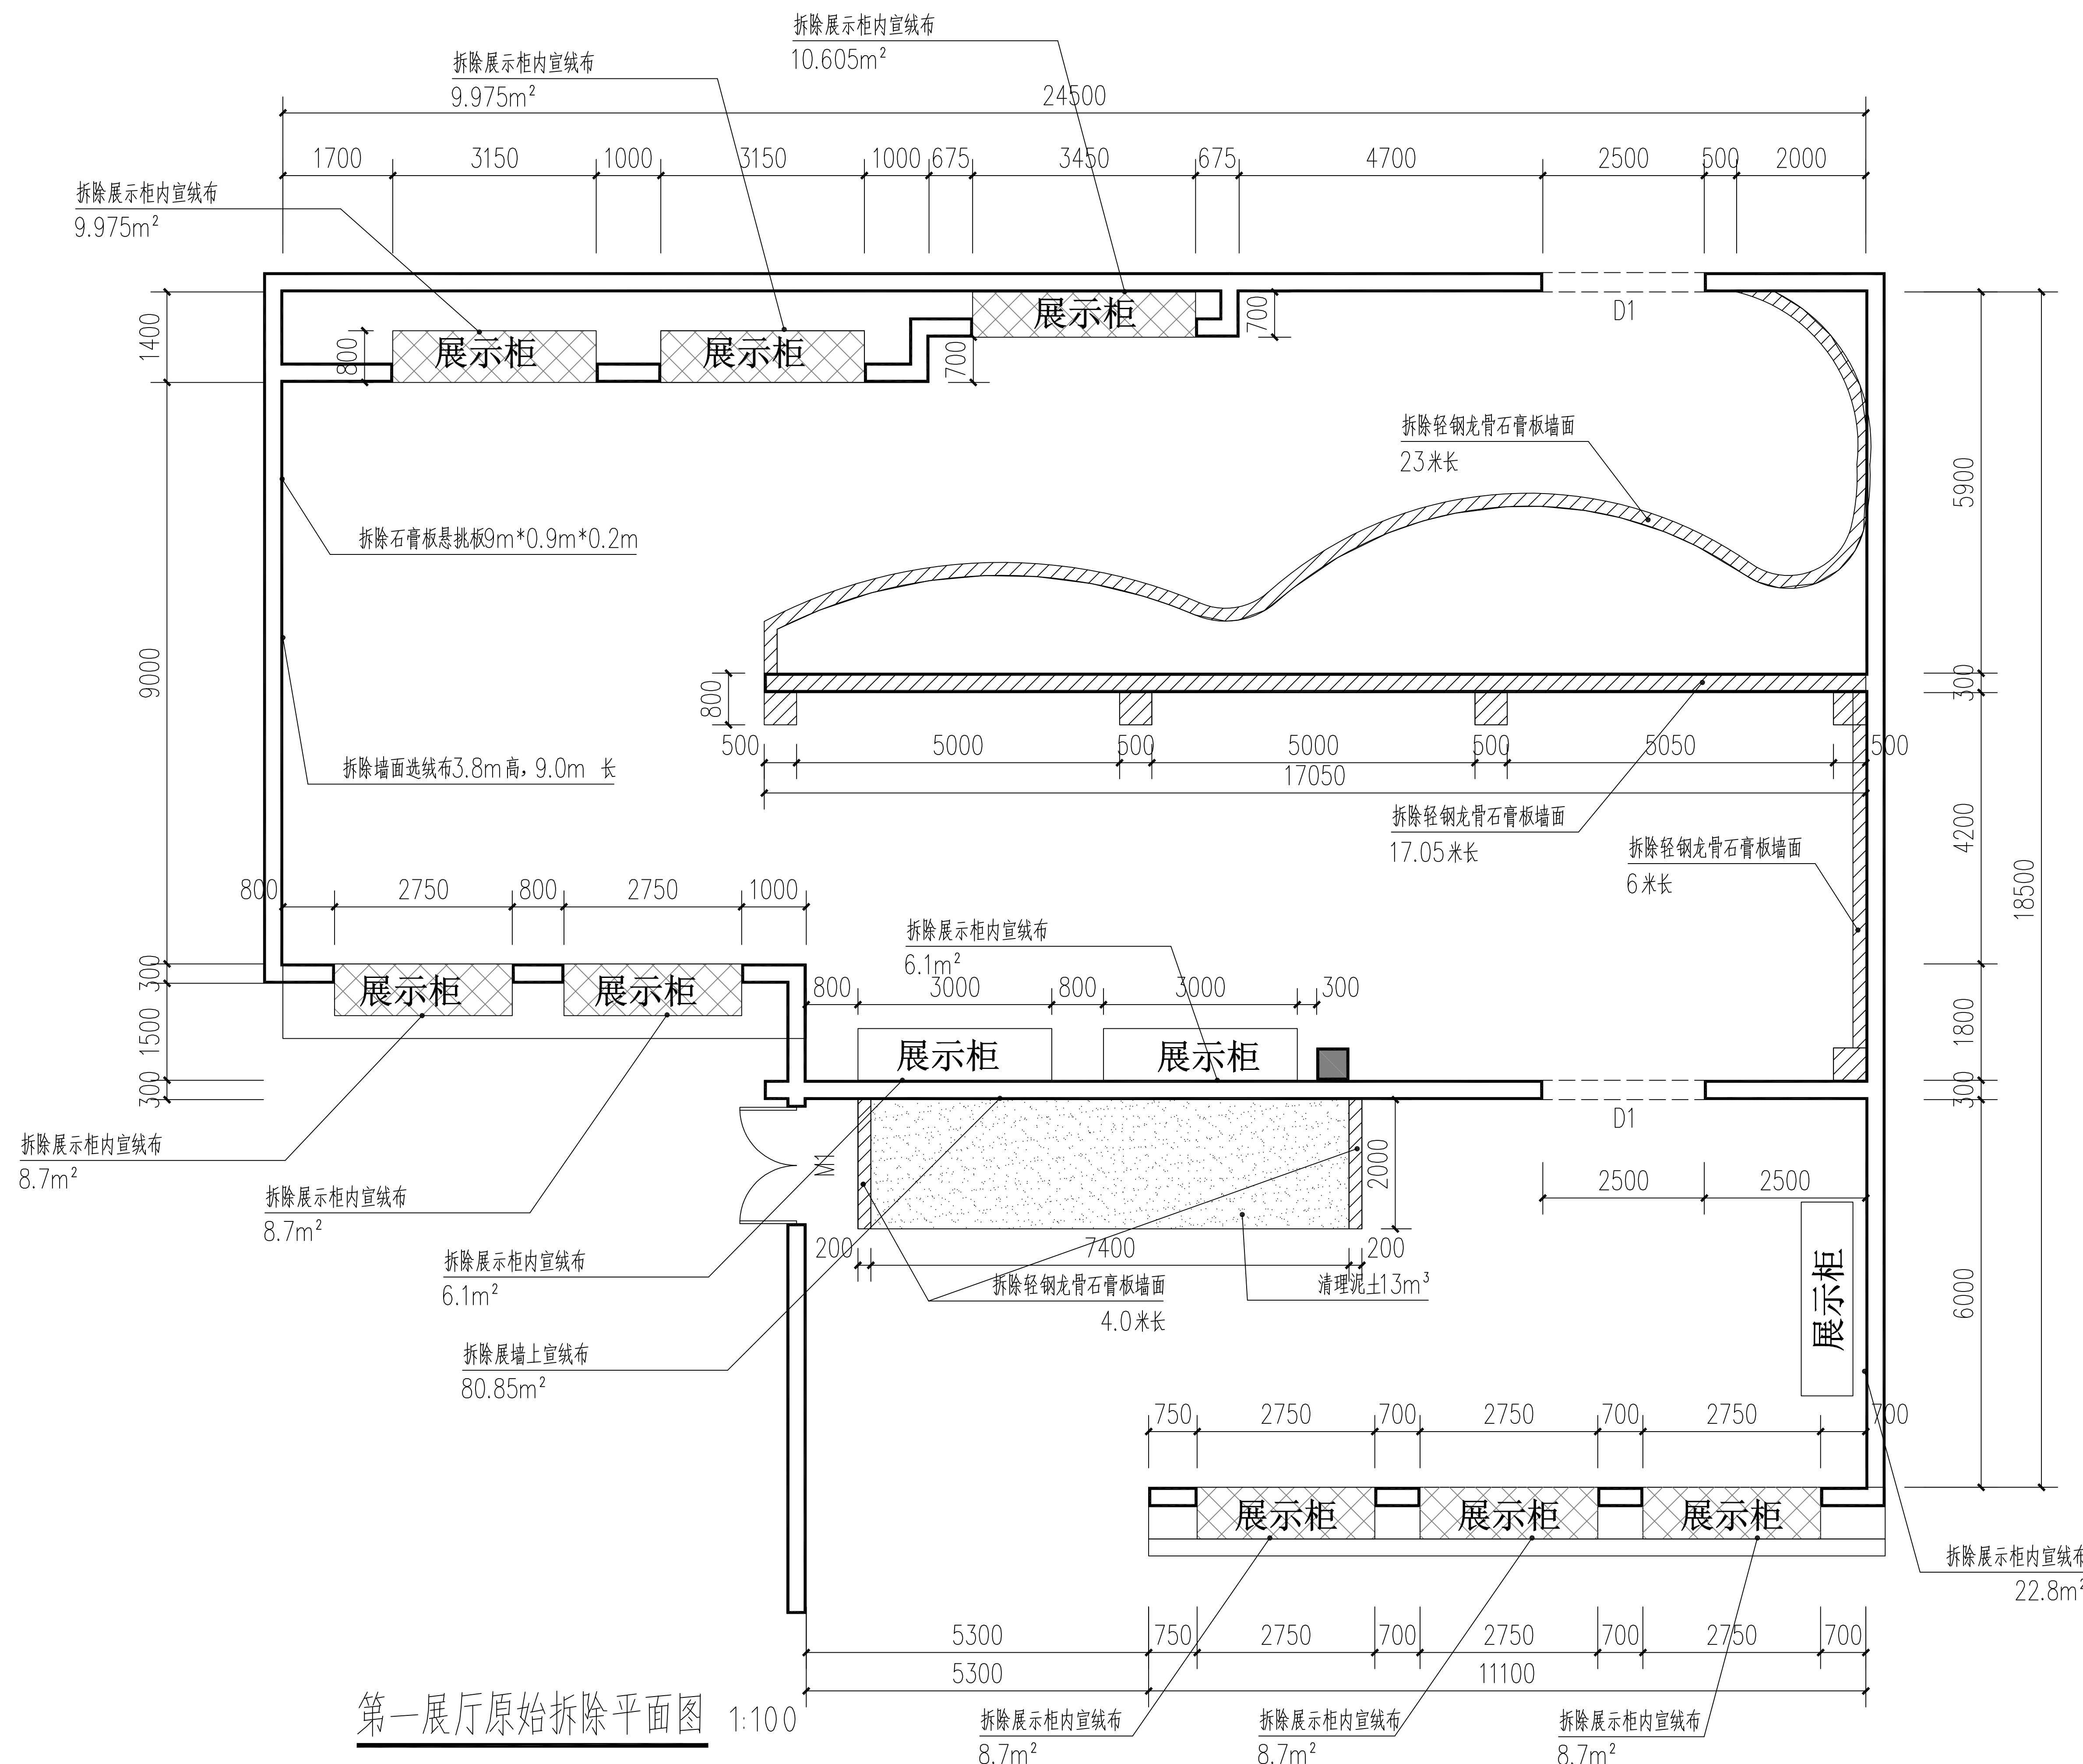 拆除展示柜内宣绒布
10.605m²
拆除展示柜内宣绒布
9.975m²
24500
1700 3150 1000 3150 1000 675 3450 675 4700 2500 500 2000
拆除展示柜内宣绒布
9.975m²
展示柜
展示柜
展示柜
D1
1400
800
700
700
拆除轻钢龙骨石膏板墙面
23米长
5900
拆除石膏板悬挑板9m*0.9m*0.2m
9000
800
300
500 5000 500 5000 500 5050 500
17050
拆除墙面选绒布3.8m高，9.0m 长
拆除轻钢龙骨石膏板墙面
17.05米长
拆除轻钢龙骨石膏板墙面
6米长
4200
18500
800 2750 800 2750 1000
拆除展示柜内宣绒布
6.1m²
300
展示柜
展示柜
800 3000 800 3000 300
1500
1800
展示柜
展示柜
300
300
D1
拆除展示柜内宣绒布
8.7m²
M1
2000
2500 2500
拆除展示柜内宣绒布
8.7m²
200 7400 200
拆除展示柜内宣绒布
6.1m²
拆除轻钢龙骨石膏板墙面
4.0米长
清理泥土13m³
展示柜
6000
拆除展墙上宣绒布
80.85m²
750 2750 700 2750 700 2750 700
展示柜
展示柜
展示柜
拆除展示柜内宣绒布
22.8m²
5300 750 2750 700 2750 700 2750 700
5300 11100
第一展厅原始拆除平面图 1:100
拆除展示柜内宣绒布
8.7m²
拆除展示柜内宣绒布
8.7m²
拆除展示柜内宣绒布
8.7m²